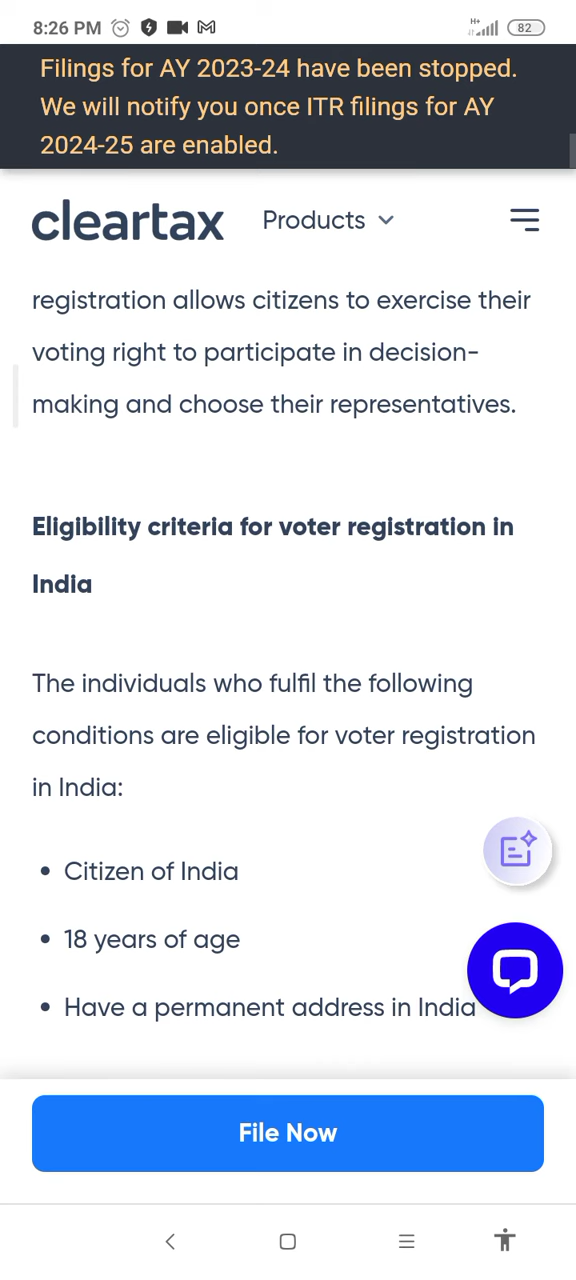 8:26 PM
H+
82
Filings for AY 2023-24 have been stopped.
We will notify you once ITR filings for AY
2024-25 are enabled.
cleartax Products
registration allows citizens to exercise their
voting right to participate in decision-
making and choose their representatives.
Eligibility criteria for voter registration in
India
The individuals who fulfil the following
conditions are eligible for voter registration
in India:
• Citizen of India
• 18 years of age
• Have a permanent address in India
File Now